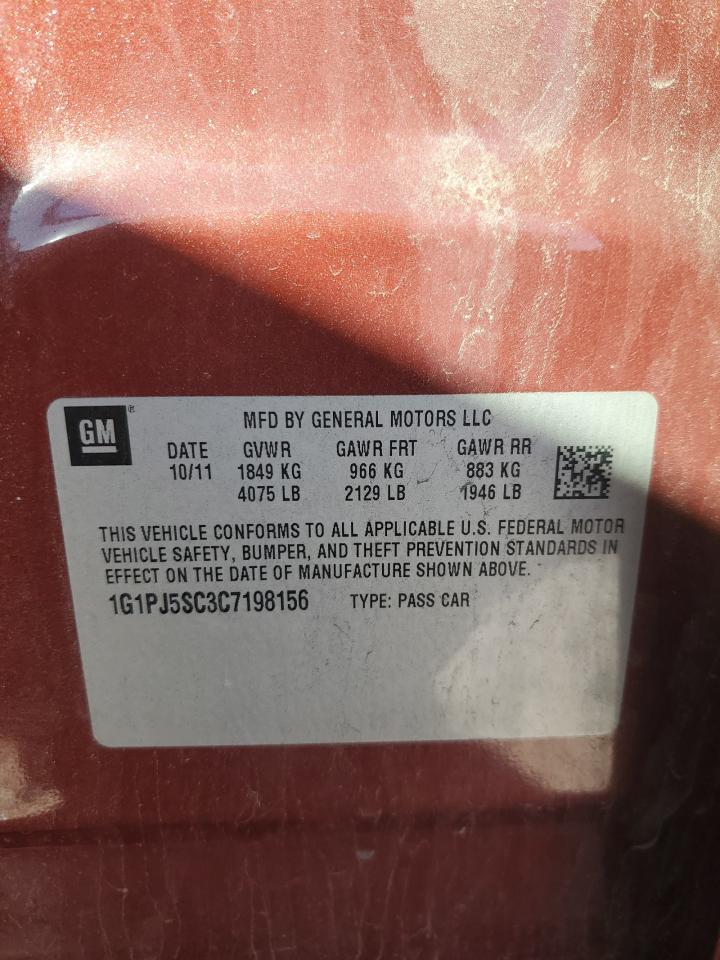 GM ®
MFD BY GENERAL MOTORS LLC
DATE GVWR GAWR FRT GAWR RR
10/11 1849 KG 966 KG 883 KG
4075 LB 2129 LB 1946 LB
THIS VEHICLE CONFORMS TO ALL APPLICABLE U.S. FEDERAL MOTOR
VEHICLE SAFETY, BUMPER, AND THEFT PREVENTION STANDARDS IN
EFFECT ON THE DATE OF MANUFACTURE SHOWN ABOVE.
1G1PJ5SC3C7198156 TYPE: PASS CAR